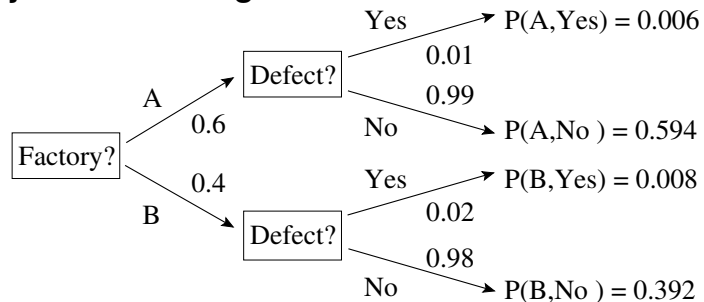 Yes
P(A,Yes) = 0.006
0.01
Defect?
A
0.99
0.6
No
P(A,No ) = 0.594
Factory?
0.4
Yes
P(B,Yes) = 0.008
B
0.02
Defect?
0.98
No
P(B,No ) = 0.392